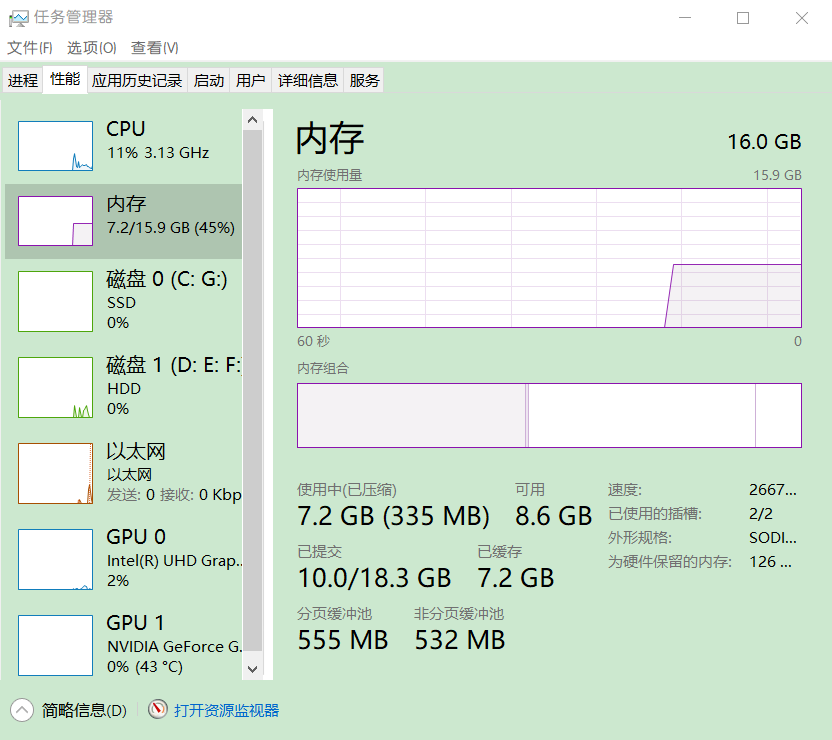 任务管理器
文件(F) 选项(O) 查看(V)
进程 性能 应用历史记录 启动 用户 详细信息 服务
CPU
11% 3.13 GHz
内存
7.2/15.9 GB (45%)
磁盘 0 (C: G:)
SSD
0%
磁盘 1 (D: E: F:
HDD
0%
以太网
以太网
发送: 0 接收: 0 Kbp
GPU 0
Intel(R) UHD Grap...
2%
GPU 1
NVIDIA GeForce G...
0% (43 °C)
内存 16.0 GB
内存使用量 15.9 GB
60 秒 0
内存组合
使用中(已压缩) 可用
7.2 GB (335 MB) 8.6 GB
已提交 已缓存
10.0/18.3 GB 7.2 GB
分页缓冲池 非分页缓冲池
555 MB 532 MB
速度: 2667...
已使用的插槽: 2/2
外形规格: SODI...
为硬件保留的内存: 126 ...
简略信息(D) 打开资源监视器